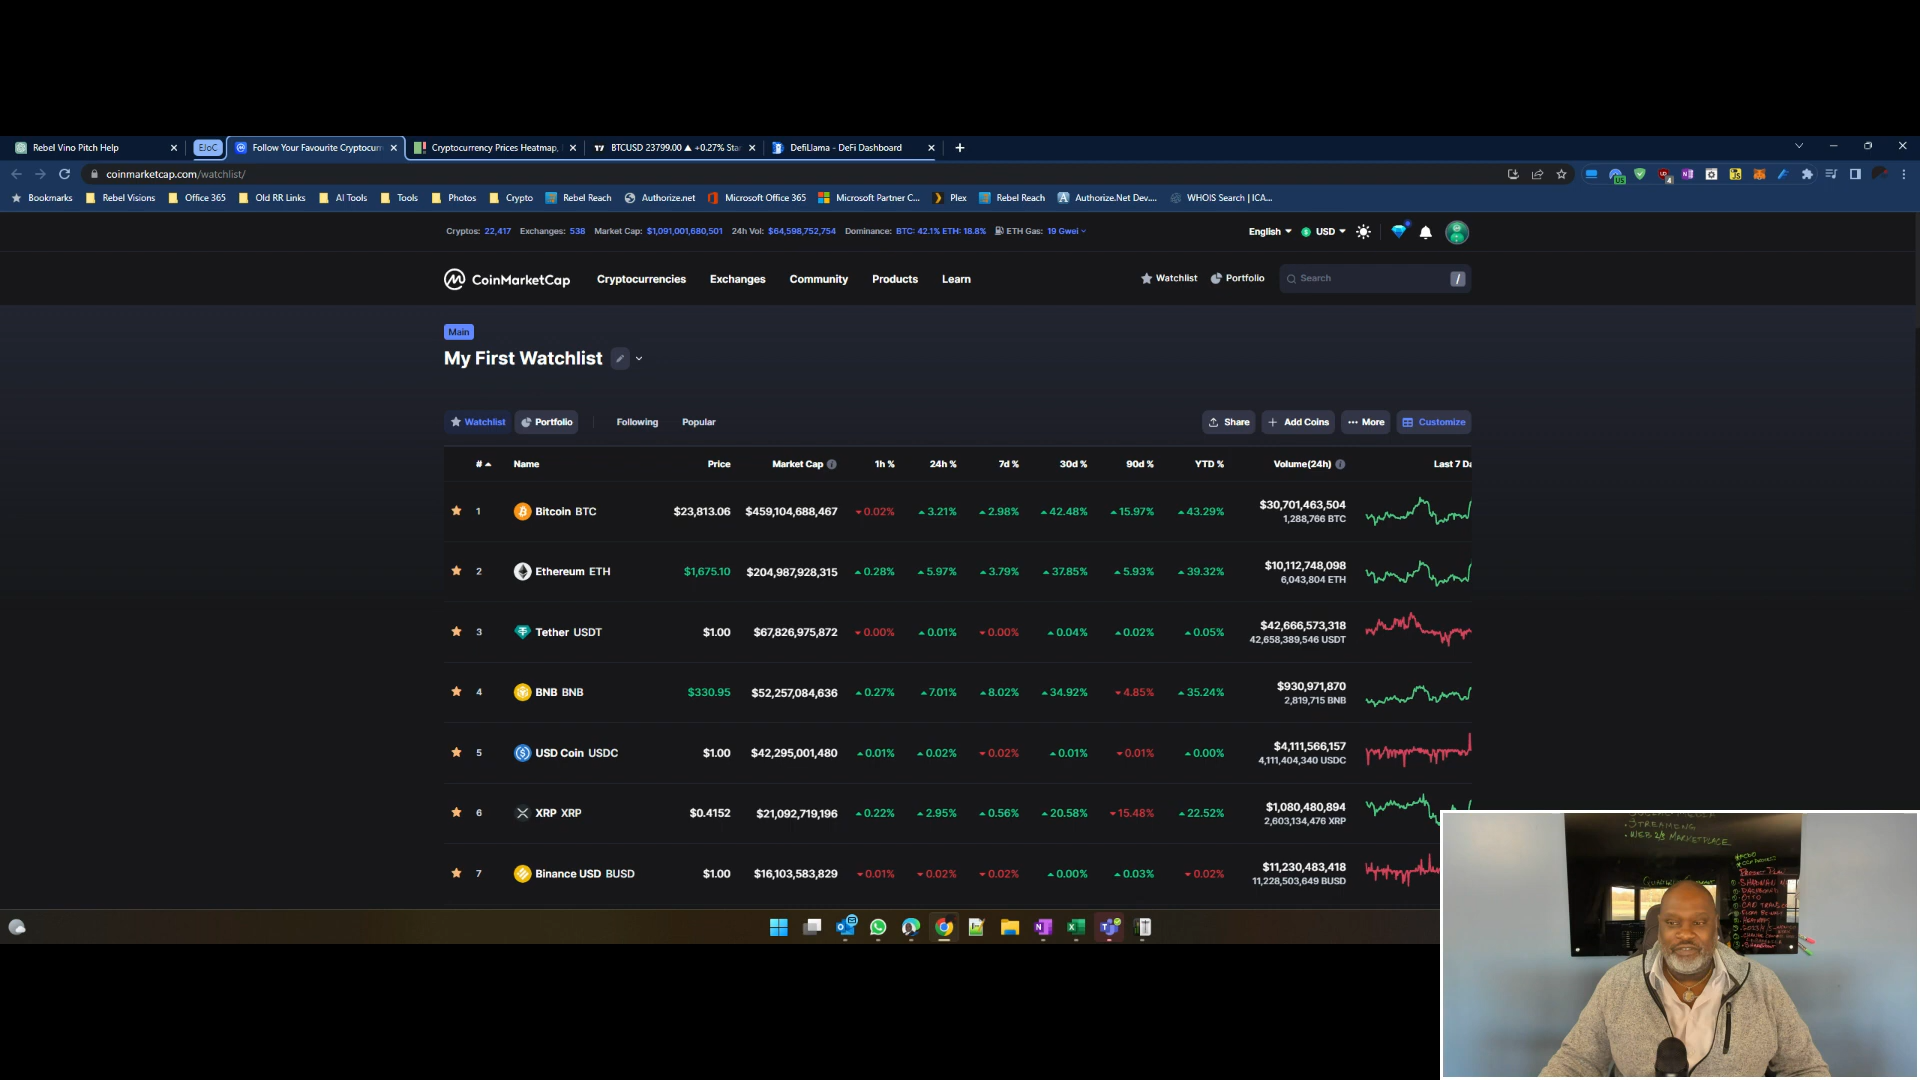 Rebel Vino Pitch Help
EJoC
Follow Your Favourite Cryptocurr
Cryptocurrency Prices Heatmap,
BTCUSD 23799.00 ▲ +0.27% Sta
DefiLlama - DeFi Dashboard
coinmarketcap.com/watchlist/
Bookmarks Rebel Visions Office 365 Old RR Links AI Tools Tools Photos Crypto Rebel Reach Authorize.net Microsoft Office 365 Microsoft Partner C... Plex Rebel Reach Authorize.Net Dev.... WHOIS Search | ICA...
Cryptos: 22,417 Exchanges: 538 Market Cap: $1,091,001,680,501 24h Vol: $64,598,752,754 Dominance: BTC: 42.1% ETH: 18.8% ETH Gas: 19 Gwei
English USD
CoinMarketCap Cryptocurrencies Exchanges Community Products Learn Watchlist Portfolio Search /
Main
My First Watchlist
Watchlist Portfolio Following Popular Share + Add Coins ••• More Customize
# Name Price Market Cap 1h % 24h % 7d % 30d % 90d % YTD % Volume(24h) Last 7 Da
1 Bitcoin BTC $23,813.06 $459,104,688,467 0.02% 3.21% 2.98% 42.48% 15.97% 43.29% $30,701,463,504
1,288,766 BTC
2 Ethereum ETH $1,675.10 $204,987,928,315 0.28% 5.97% 3.79% 37.85% 5.93% 39.32% $10,112,748,098
6,043,804 ETH
3 Tether USDT $1.00 $67,826,975,872 0.00% 0.01% 0.00% 0.04% 0.02% 0.05% $42,666,573,318
42,658,389,546 USDT
4 BNB BNB $330.95 $52,257,084,636 0.27% 7.01% 8.02% 34.92% 4.85% 35.24% $930,971,870
2,819,715 BNB
5 USD Coin USDC $1.00 $42,295,001,480 0.01% 0.02% 0.02% 0.01% 0.01% 0.00% $4,111,566,157
4,111,404,340 USDC
6 XRP XRP $0.4152 $21,092,719,196 0.22% 2.95% 0.56% 20.58% 15.48% 22.52% $1,080,480,894
2,603,134,476 XRP
7 Binance USD BUSD $1.00 $16,103,583,829 0.01% 0.02% 0.02% 0.00% 0.03% 0.02% $11,230,483,418
11,228,503,649 BUSD
STREAMING
WEB 2/3 MARKETPLACE